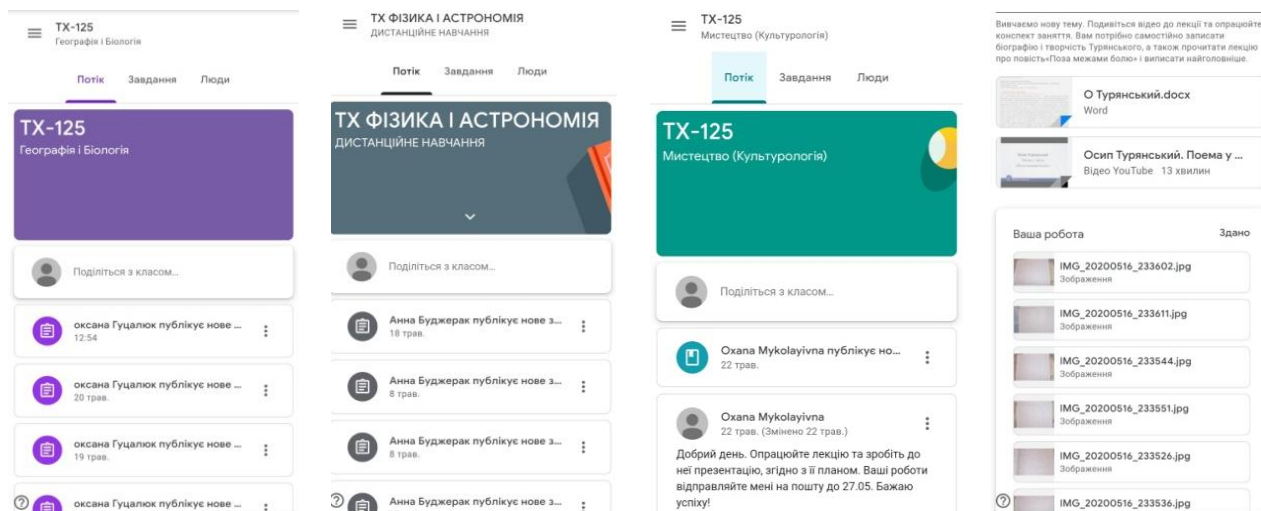 ТХ-125
Географія і Біологія
Потік Завдання Люди
ТХ-125
Географія і Біологія
Поділіться з класом...
оксана Гуцалюк публікує нове ...
12:54
оксана Гуцалюк публікує нове ...
20 трав.
оксана Гуцалюк публікує нове ...
19 трав.
оксана Гуцалюк публікує нове ...
ТХ ФІЗИКА І АСТРОНОМІЯ
ДИСТАНЦІЙНЕ НАВЧАННЯ
Потік Завдання Люди
ТХ ФІЗИКА І АСТРОНОМІЯ
ДИСТАНЦІЙНЕ НАВЧАННЯ
Поділіться з класом...
Анна Буджерак публікує нове з...
18 трав.
Анна Буджерак публікує нове з...
8 трав.
Анна Буджерак публікує нове з...
8 трав.
Анна Буджерак публікує нове з...
ТХ-125
Мистецтво (Культурологія)
Потік Завдання Люди
ТХ-125
Мистецтво (Культурологія)
Поділіться з класом...
Oxana Mykolayivna публікує но...
22 трав.
Oxana Mykolayivna
22 трав. (Змінено 22 трав.)
Добрий день. Опрацюйте лекцію та зробіть до
неї презентацію, згідно з її планом. Ваші роботи
відправляйте мені на пошту до 27.05. Бажаю
успіху!
Вивчаємо нову тему. Подивіться відео до лекції та опрацюйте
конспект заняття. Вам потрібно самостійно записати
біографію і творчість Турянського, а також прочитати лекцію
про повість«Поза межами болю» і виписати найголовніше.
О Турянський.docx
Word
Осип Турянський. Поема у ...
Відео YouTube 13 хвилин
Ваша робота Здано
IMG_20200516_233602.jpg
Зображення
IMG_20200516_233611.jpg
Зображення
IMG_20200516_233544.jpg
Зображення
IMG_20200516_233551.jpg
Зображення
IMG_20200516_233526.jpg
Зображення
IMG_20200516_233536.jpg